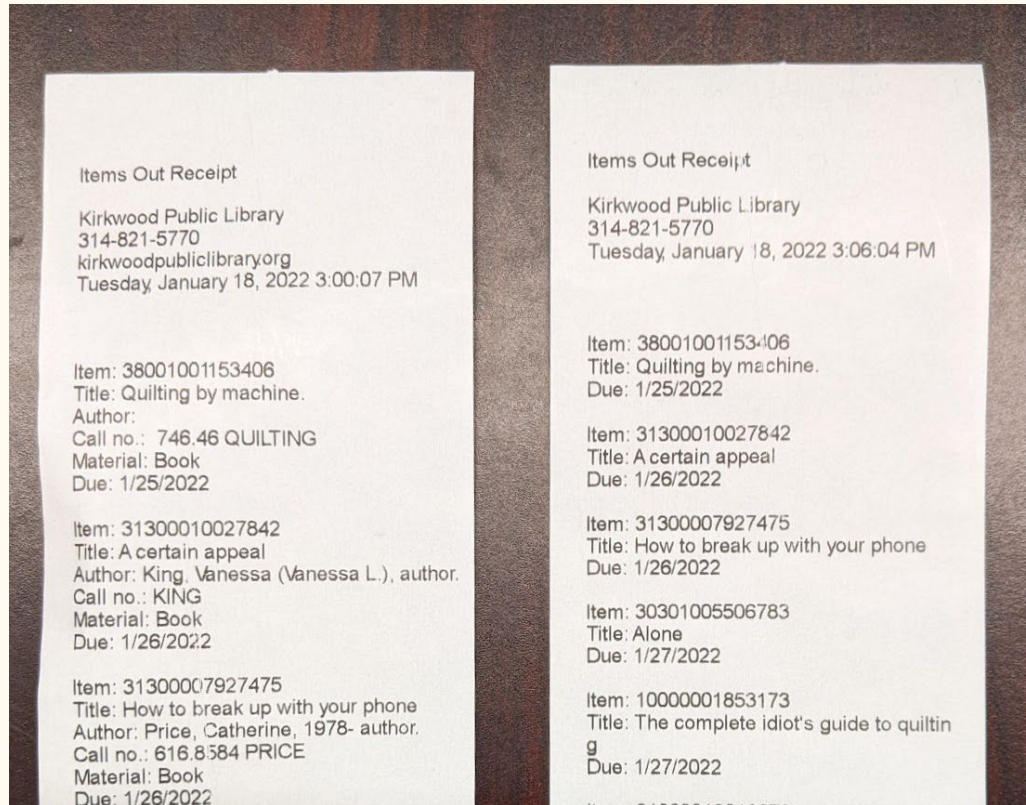 Items Out Receipt
Kirkwood Public Library
314-821-5770
kirkwoodpubliclibrary.org
Tuesday, January 18, 2022 3:00:07 PM
Item: 38001001153406
Title: Quilting by machine.
Author:
Call no.: 746.46 QUILTING
Material: Book
Due: 1/25/2022
Item: 31300010027842
Title: A certain appeal
Author: King, Vanessa (Vanessa L.), author.
Call no.: KING
Material: Book
Due: 1/26/2022
Item: 31300007927475
Title: How to break up with your phone
Author: Price, Catherine, 1978- author.
Call no.: 616.8584 PRICE
Material: Book
Due: 1/26/2022
Items Out Receipt
Kirkwood Public Library
314-821-5770
Tuesday, January 18, 2022 3:06:04 PM
Item: 38001001153406
Title: Quilting by machine.
Due: 1/25/2022
Item: 31300010027842
Title: A certain appeal
Due: 1/26/2022
Item: 31300007927475
Title: How to break up with your phone
Due: 1/26/2022
Item: 30301005506783
Title: Alone
Due: 1/27/2022
Item: 10000001853173
Title: The complete idiot's guide to quiltin
g
Due: 1/27/2022